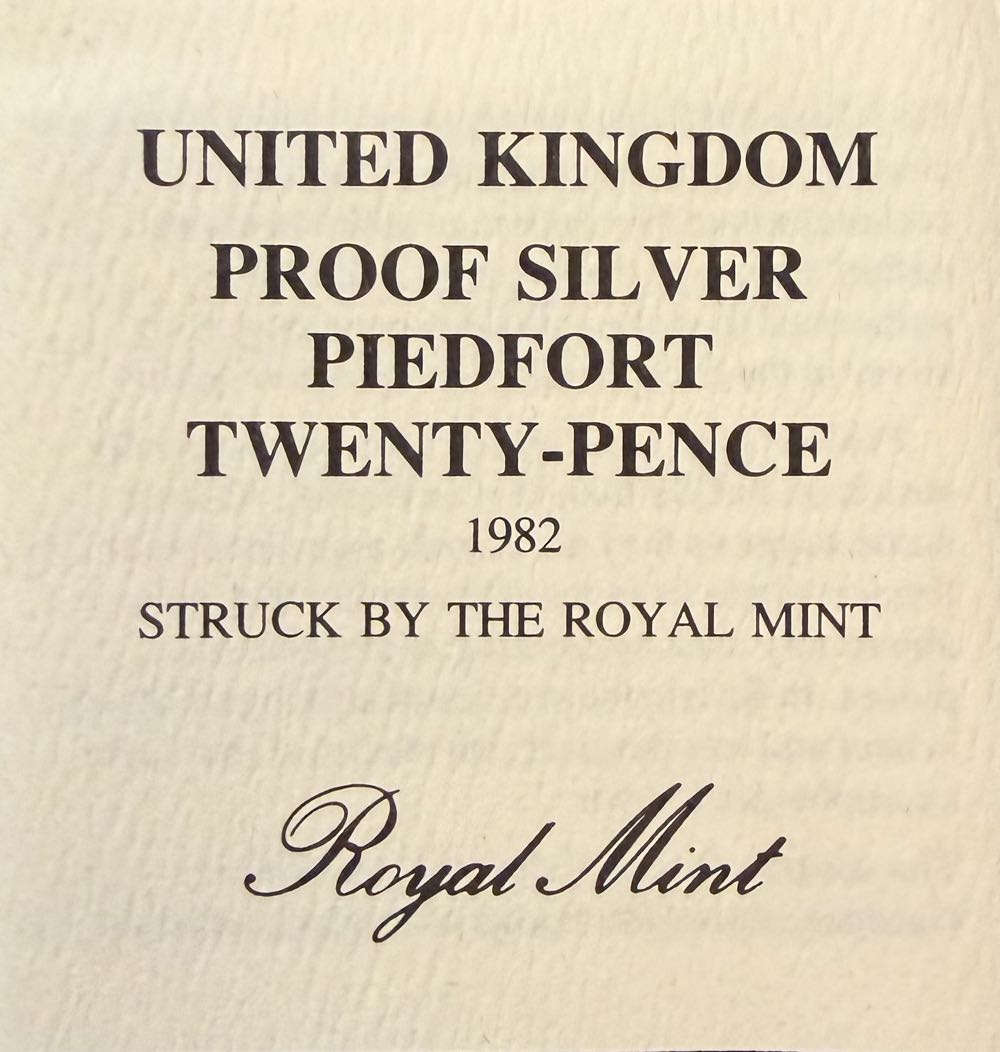 UNITED KINGDOM
PROOF SILVER
PIEDFORT
TWENTY-PENCE
1982
STRUCK BY THE ROYAL MINT
Royal Mint